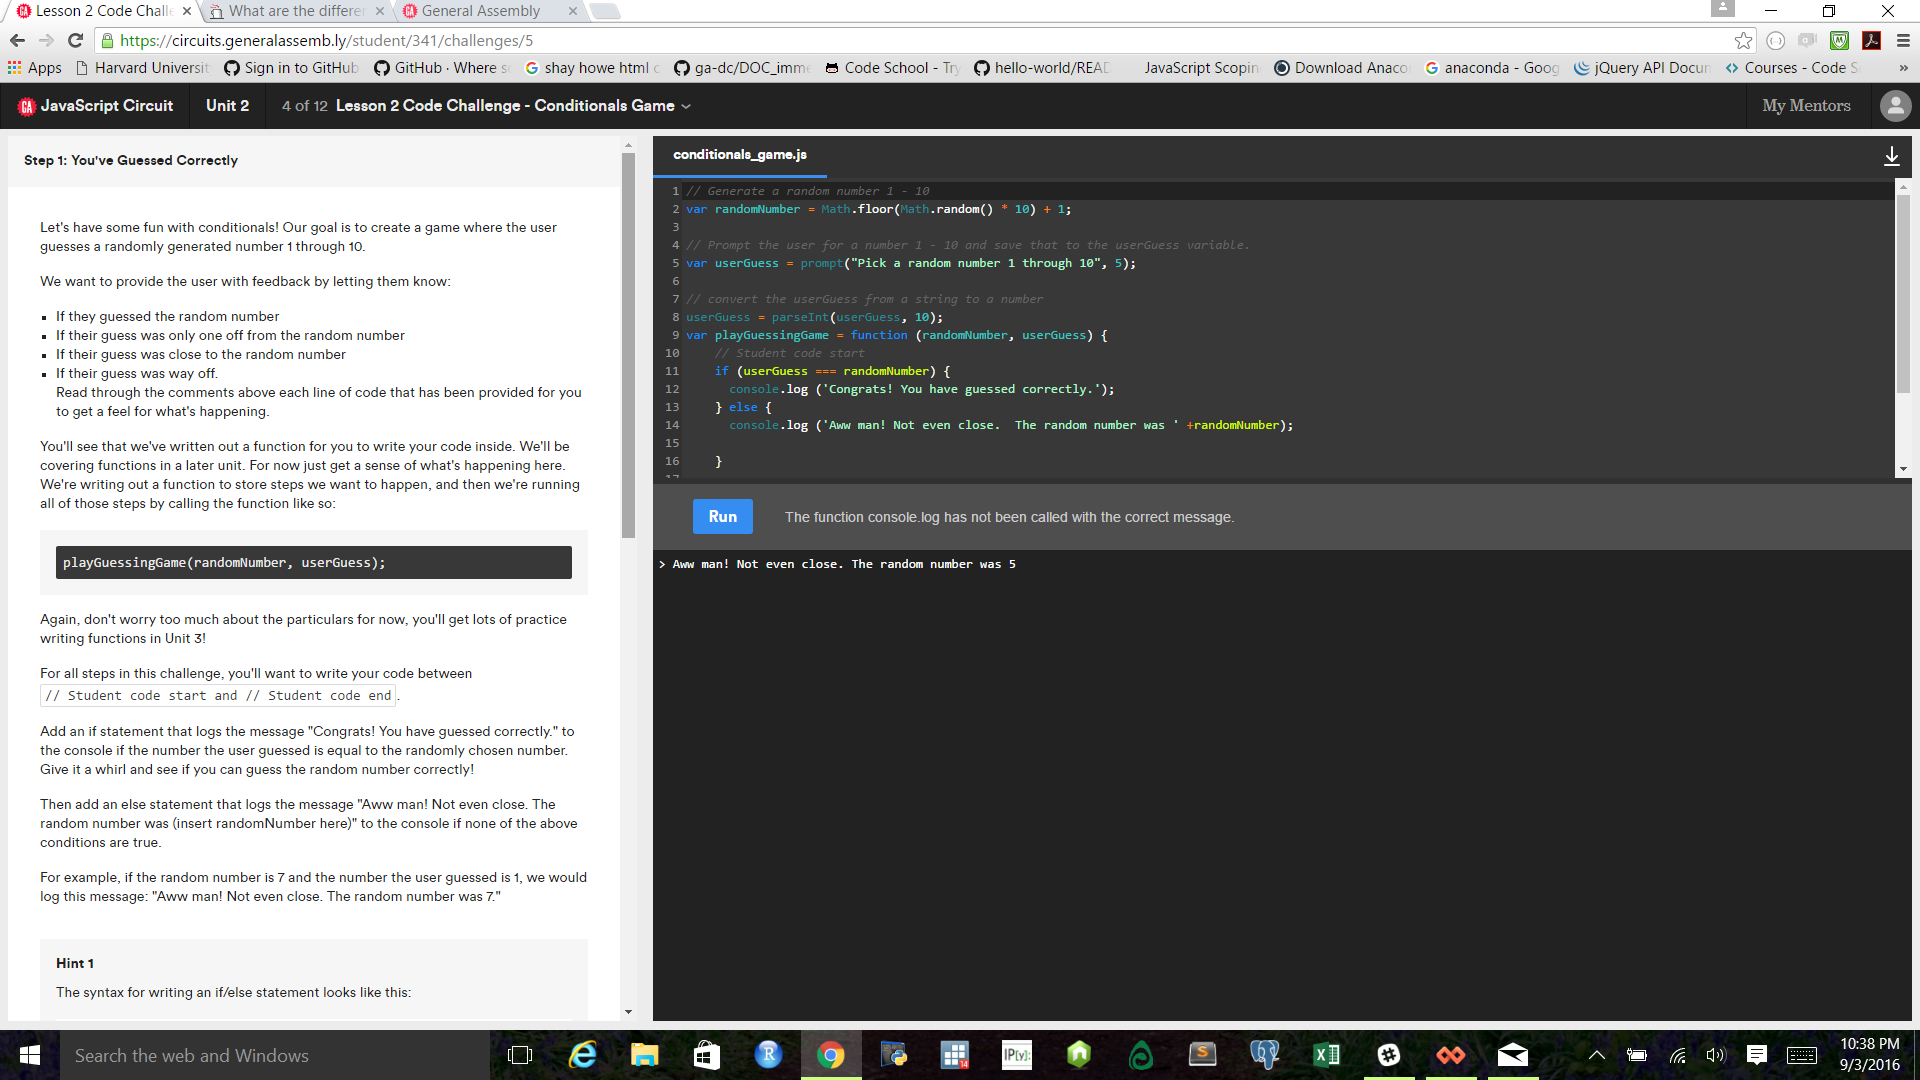 Lesson 2 Code Challe
What are the differen
General Assembly
https://circuits.generalassemb.ly/student/341/challenges/5
Apps
Harvard Universit
Sign in to GitHub
GitHub · Where s
shay howe html c
ga-dc/DOC_imme
Code School - Try
hello-world/READ
JavaScript Scopin
Download Anaco
anaconda - Goog
jQuery API Docum
Courses - Code S
»
JavaScript Circuit
Unit 2
4 of 12 Lesson 2 Code Challenge - Conditionals Game
My Mentors
Step 1: You've Guessed Correctly
Let's have some fun with conditionals! Our goal is to create a game where the user
guesses a randomly generated number 1 through 10.
We want to provide the user with feedback by letting them know:
If they guessed the random number
If their guess was only one off from the random number
If their guess was close to the random number
If their guess was way off.
Read through the comments above each line of code that has been provided for you
to get a feel for what's happening.
You'll see that we've written out a function for you to write your code inside. We'll be
covering functions in a later unit. For now just get a sense of what's happening here.
We're writing out a function to store steps we want to happen, and then we're running
all of those steps by calling the function like so:
playGuessingGame(randomNumber, userGuess);
Again, don't worry too much about the particulars for now, you'll get lots of practice
writing functions in Unit 3!
For all steps in this challenge, you'll want to write your code between
// Student code start and // Student code end.
Add an if statement that logs the message "Congrats! You have guessed correctly." to
the console if the number the user guessed is equal to the randomly chosen number.
Give it a whirl and see if you can guess the random number correctly!
Then add an else statement that logs the message "Aww man! Not even close. The
random number was (insert randomNumber here)" to the console if none of the above
conditions are true.
For example, if the random number is 7 and the number the user guessed is 1, we would
log this message: "Aww man! Not even close. The random number was 7."
Hint 1
The syntax for writing an if/else statement looks like this:
conditionals_game.js
1 // Generate a random number 1 - 10
2 var randomNumber = Math.floor(Math.random() * 10) + 1;
3
4 // Prompt the user for a number 1 - 10 and save that to the userGuess variable.
5 var userGuess = prompt("Pick a random number 1 through 10", 5);
6
7 // convert the userGuess from a string to a number
8 userGuess = parseInt(userGuess, 10);
9 var playGuessingGame = function (randomNumber, userGuess) {
10 // Student code start
11 if (userGuess === randomNumber) {
12 console.log ('Congrats! You have guessed correctly.');
13 } else {
14 console.log ('Aww man! Not even close.  The random number was ' +randomNumber);
15
16 }
17
Run
The function console.log has not been called with the correct message.
> Aww man! Not even close. The random number was 5
Search the web and Windows
10:38 PM
9/3/2016